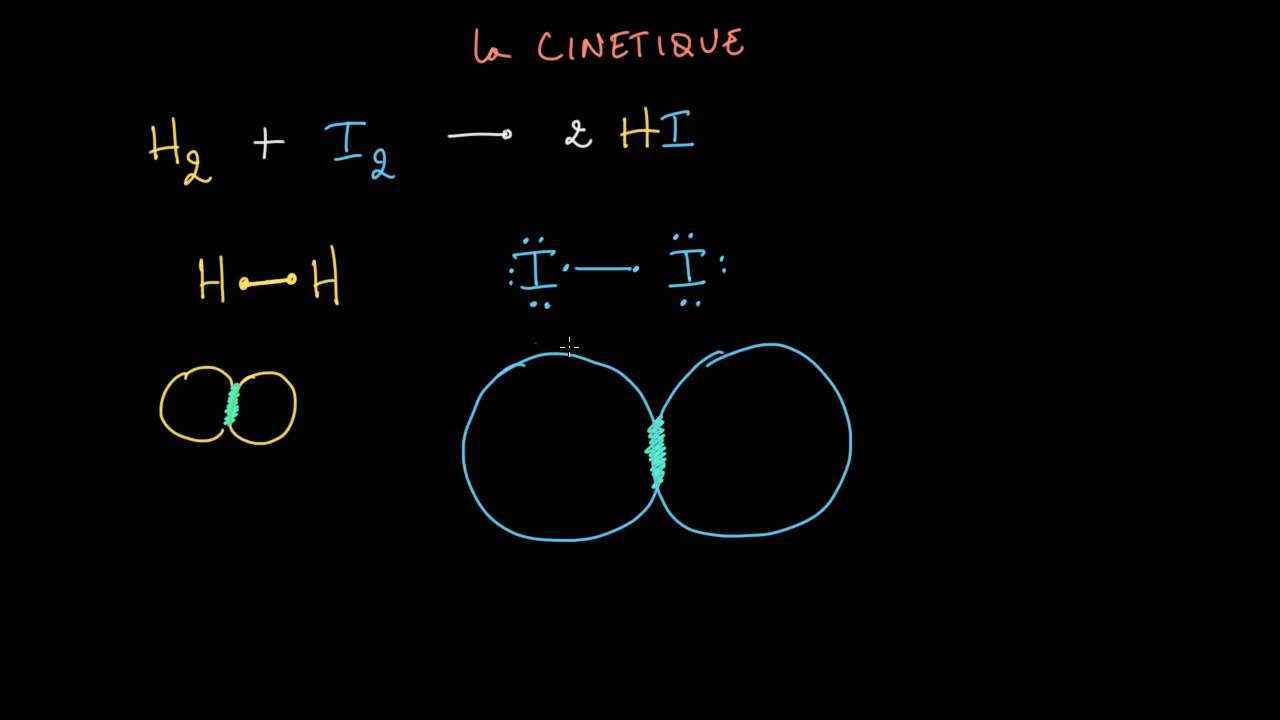 la CINETIQUE
H₂ + I₂ → 2 HI
H—H I—I